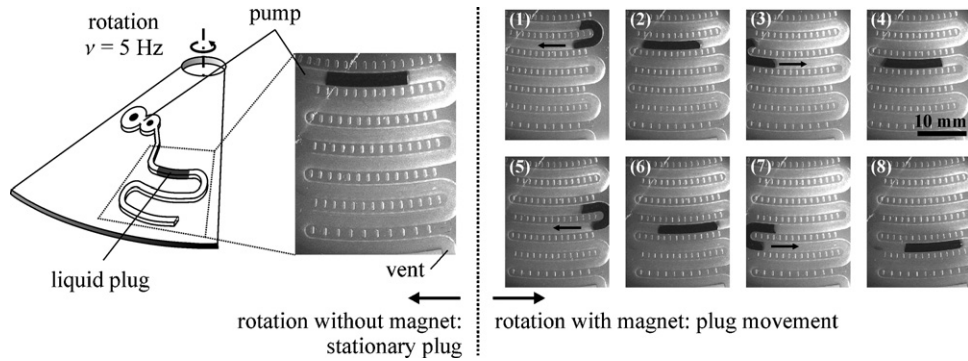 rotation
ν = 5 Hz
pump
liquid plug
vent
rotation without magnet:
stationary plug
(1)
(2)
(3)
(4)
10 mm
(5)
(6)
(7)
(8)
rotation with magnet: plug movement